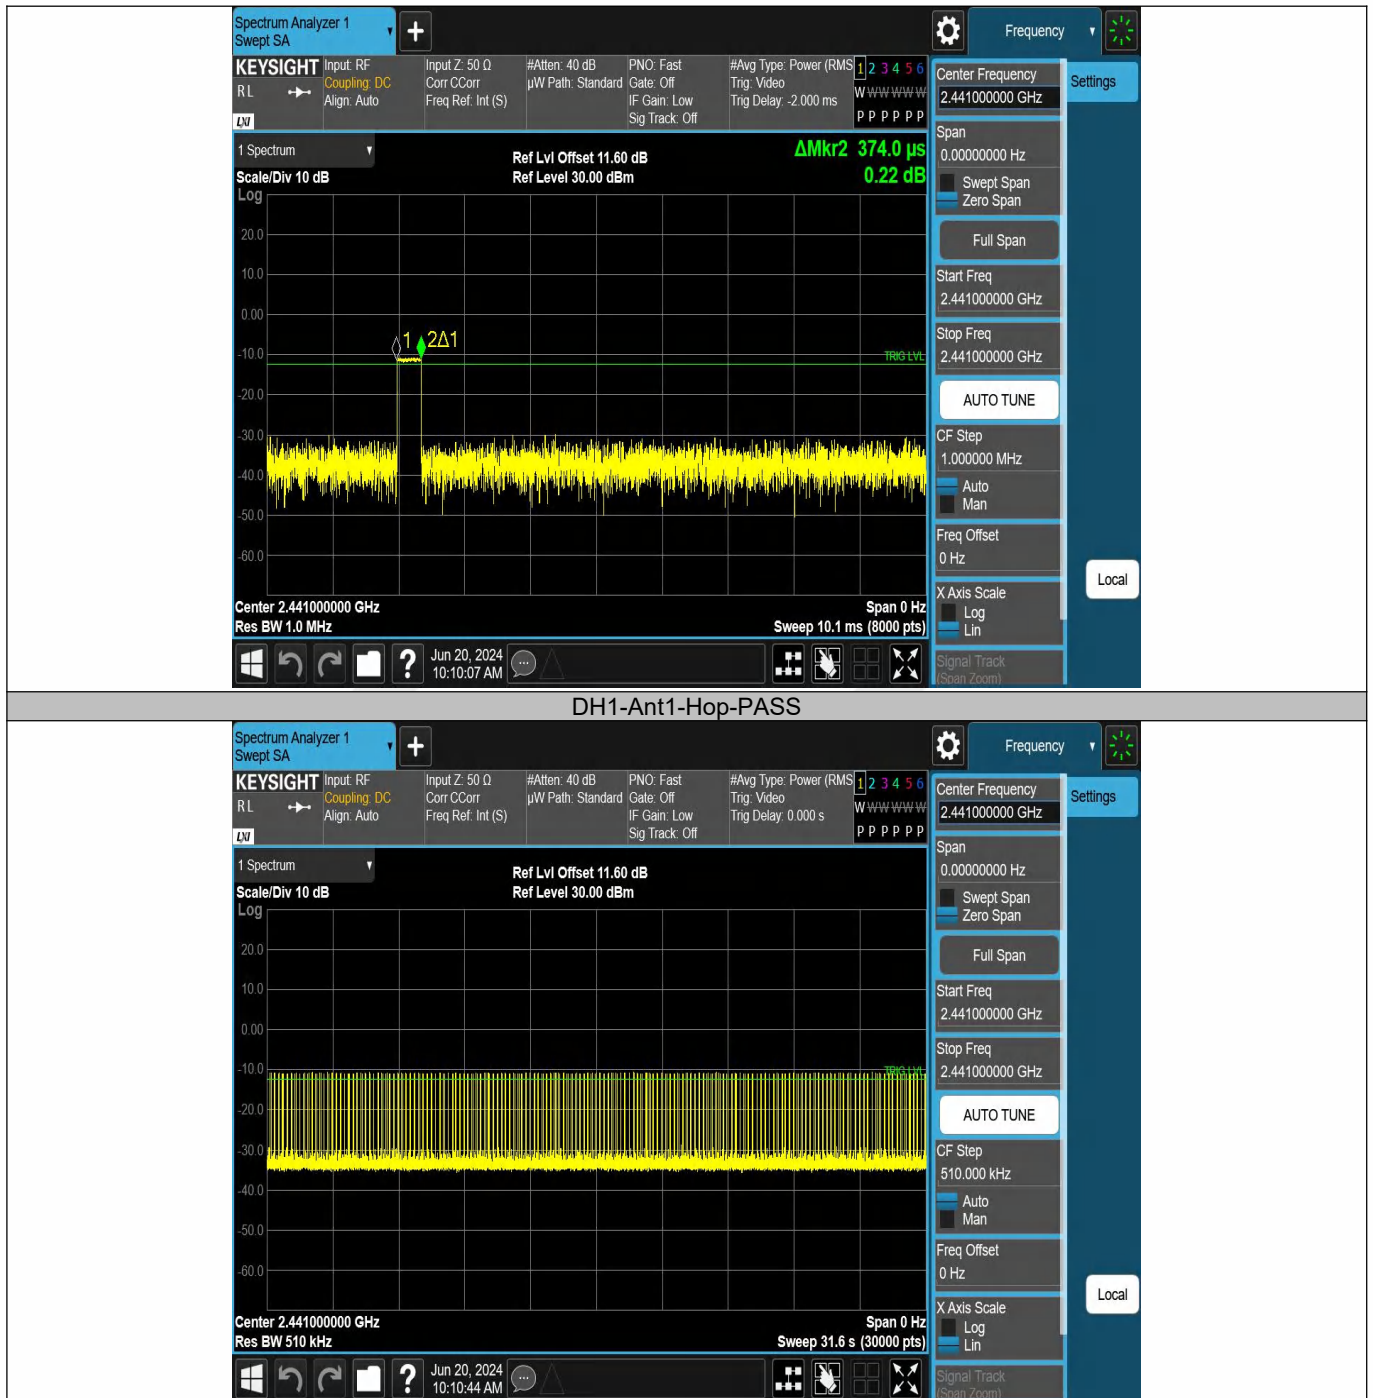 Spectrum Analyzer 1
Swept SA
+
Frequency
KEYSIGHT
RL
LXI
Input: RF
Coupling: DC
Align: Auto
Input Z: 50 Ω
Corr CCorr
Freq Ref: Int (S)
#Atten: 40 dB
µW Path: Standard
PNO: Fast
Gate: Off
IF Gain: Low
Sig Track: Off
#Avg Type: Power (RMS
Trig: Video
Trig Delay: -2.000 ms
1 2 3 4 5 6
W W W W W W
P P P P P P
1 Spectrum
Scale/Div 10 dB
Log
Ref Lvl Offset 11.60 dB
Ref Level 30.00 dBm
ΔMkr2 374.0 µs
0.22 dB
20.0
10.0
0.00
-10.0
-20.0
-30.0
-40.0
-50.0
-60.0
1
2Δ1
TRIG LVL
Center 2.441000000 GHz
Res BW 1.0 MHz
Span 0 Hz
Sweep 10.1 ms (8000 pts)
Center Frequency
2.441000000 GHz
Span
0.00000000 Hz
Swept Span
Zero Span
Full Span
Start Freq
2.441000000 GHz
Stop Freq
2.441000000 GHz
AUTO TUNE
CF Step
1.000000 MHz
Auto
Man
Freq Offset
0 Hz
X Axis Scale
Log
Lin
Signal Track
(Span Zoom)
Settings
Local
?
Jun 20, 2024
10:10:07 AM
DH1-Ant1-Hop-PASS
Spectrum Analyzer 1
Swept SA
+
Frequency
KEYSIGHT
RL
LXI
Input: RF
Coupling: DC
Align: Auto
Input Z: 50 Ω
Corr CCorr
Freq Ref: Int (S)
#Atten: 40 dB
µW Path: Standard
PNO: Fast
Gate: Off
IF Gain: Low
Sig Track: Off
#Avg Type: Power (RMS
Trig: Video
Trig Delay: 0.000 s
1 2 3 4 5 6
W W W W W W
P P P P P P
1 Spectrum
Scale/Div 10 dB
Log
Ref Lvl Offset 11.60 dB
Ref Level 30.00 dBm
20.0
10.0
0.00
-10.0
-20.0
-30.0
-40.0
-50.0
-60.0
TRIG LVL
Center 2.441000000 GHz
Res BW 510 kHz
Span 0 Hz
Sweep 31.6 s (30000 pts)
Center Frequency
2.441000000 GHz
Span
0.00000000 Hz
Swept Span
Zero Span
Full Span
Start Freq
2.441000000 GHz
Stop Freq
2.441000000 GHz
AUTO TUNE
CF Step
510.000 kHz
Auto
Man
Freq Offset
0 Hz
X Axis Scale
Log
Lin
Signal Track
(Span Zoom)
Settings
Local
?
Jun 20, 2024
10:10:44 AM